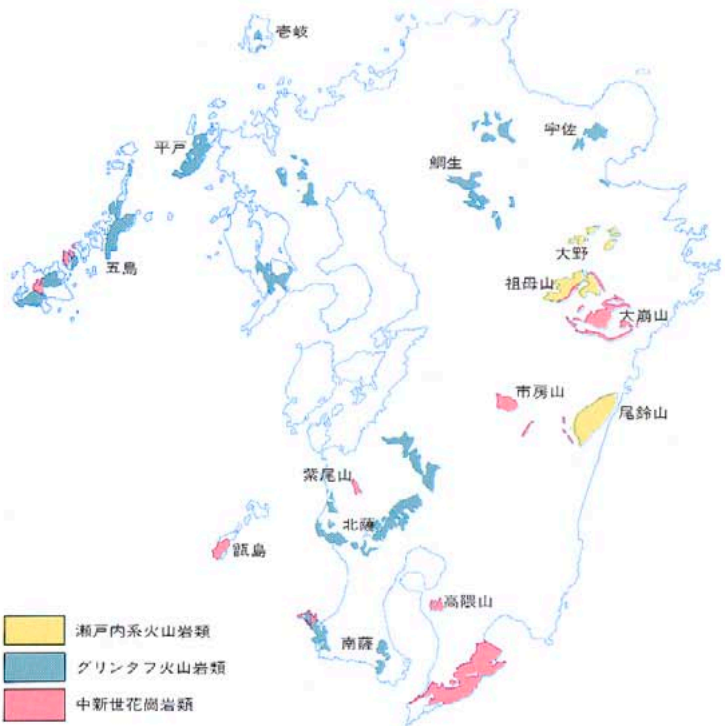 壱岐
平戸
宇佐
鯛生
五島
大野
祖母山
大崩山
市房山
尾鈴山
紫尾山
北薩
甑島
高隈山
南薩
瀬戸内系火山岩類
グリンタフ火山岩類
中新世花崗岩類